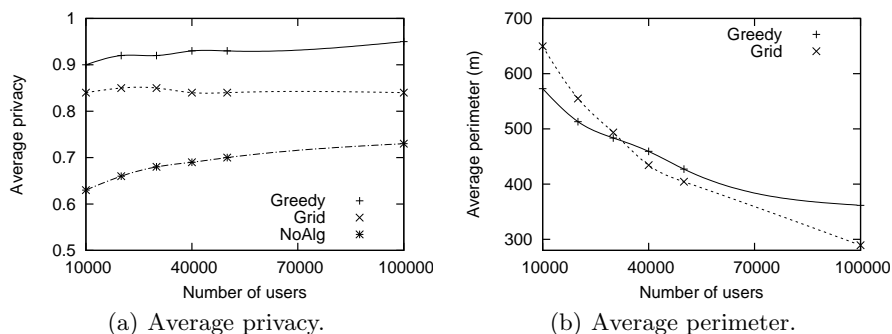 1
0.9
0.8
0.7
0.6
0.5
Average privacy
Greedy
Grid
NoAlg
10000 40000 70000 100000
Number of users
(a) Average privacy.
700
600
500
400
300
Average perimeter (m)
Greedy
Grid
10000 40000 70000 100000
Number of users
(b) Average perimeter.